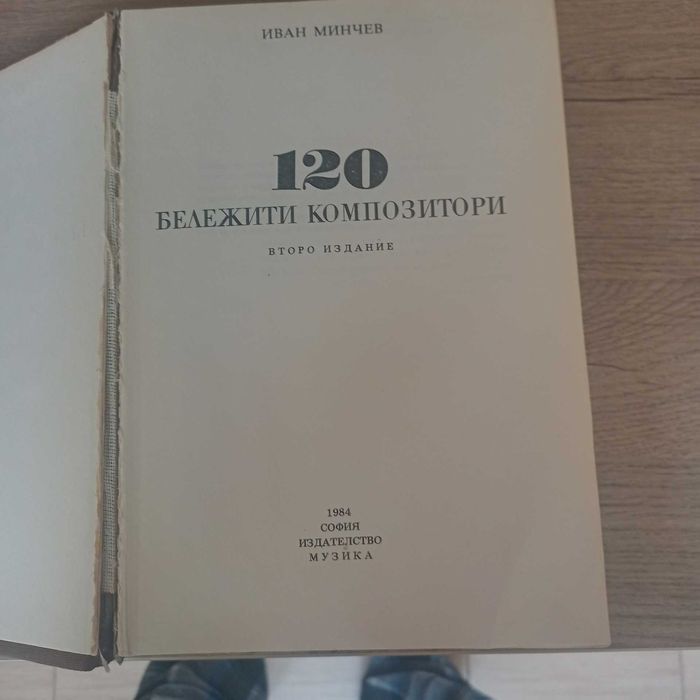 ИВАН МИНЧЕВ
120
БЕЛЕЖИТИ КОМПОЗИТОРИ
ВТОРО ИЗДАНИЕ
1984
СОФИЯ
ИЗДАТЕЛСТВО
МУЗИКА